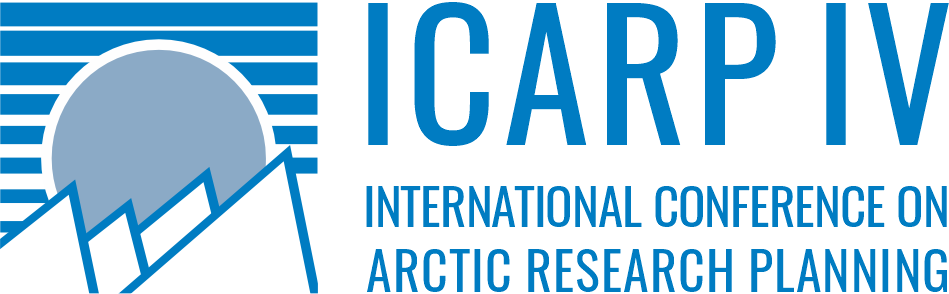 ICARP IV
INTERNATIONAL CONFERENCE ON
ARCTIC RESEARCH PLANNING